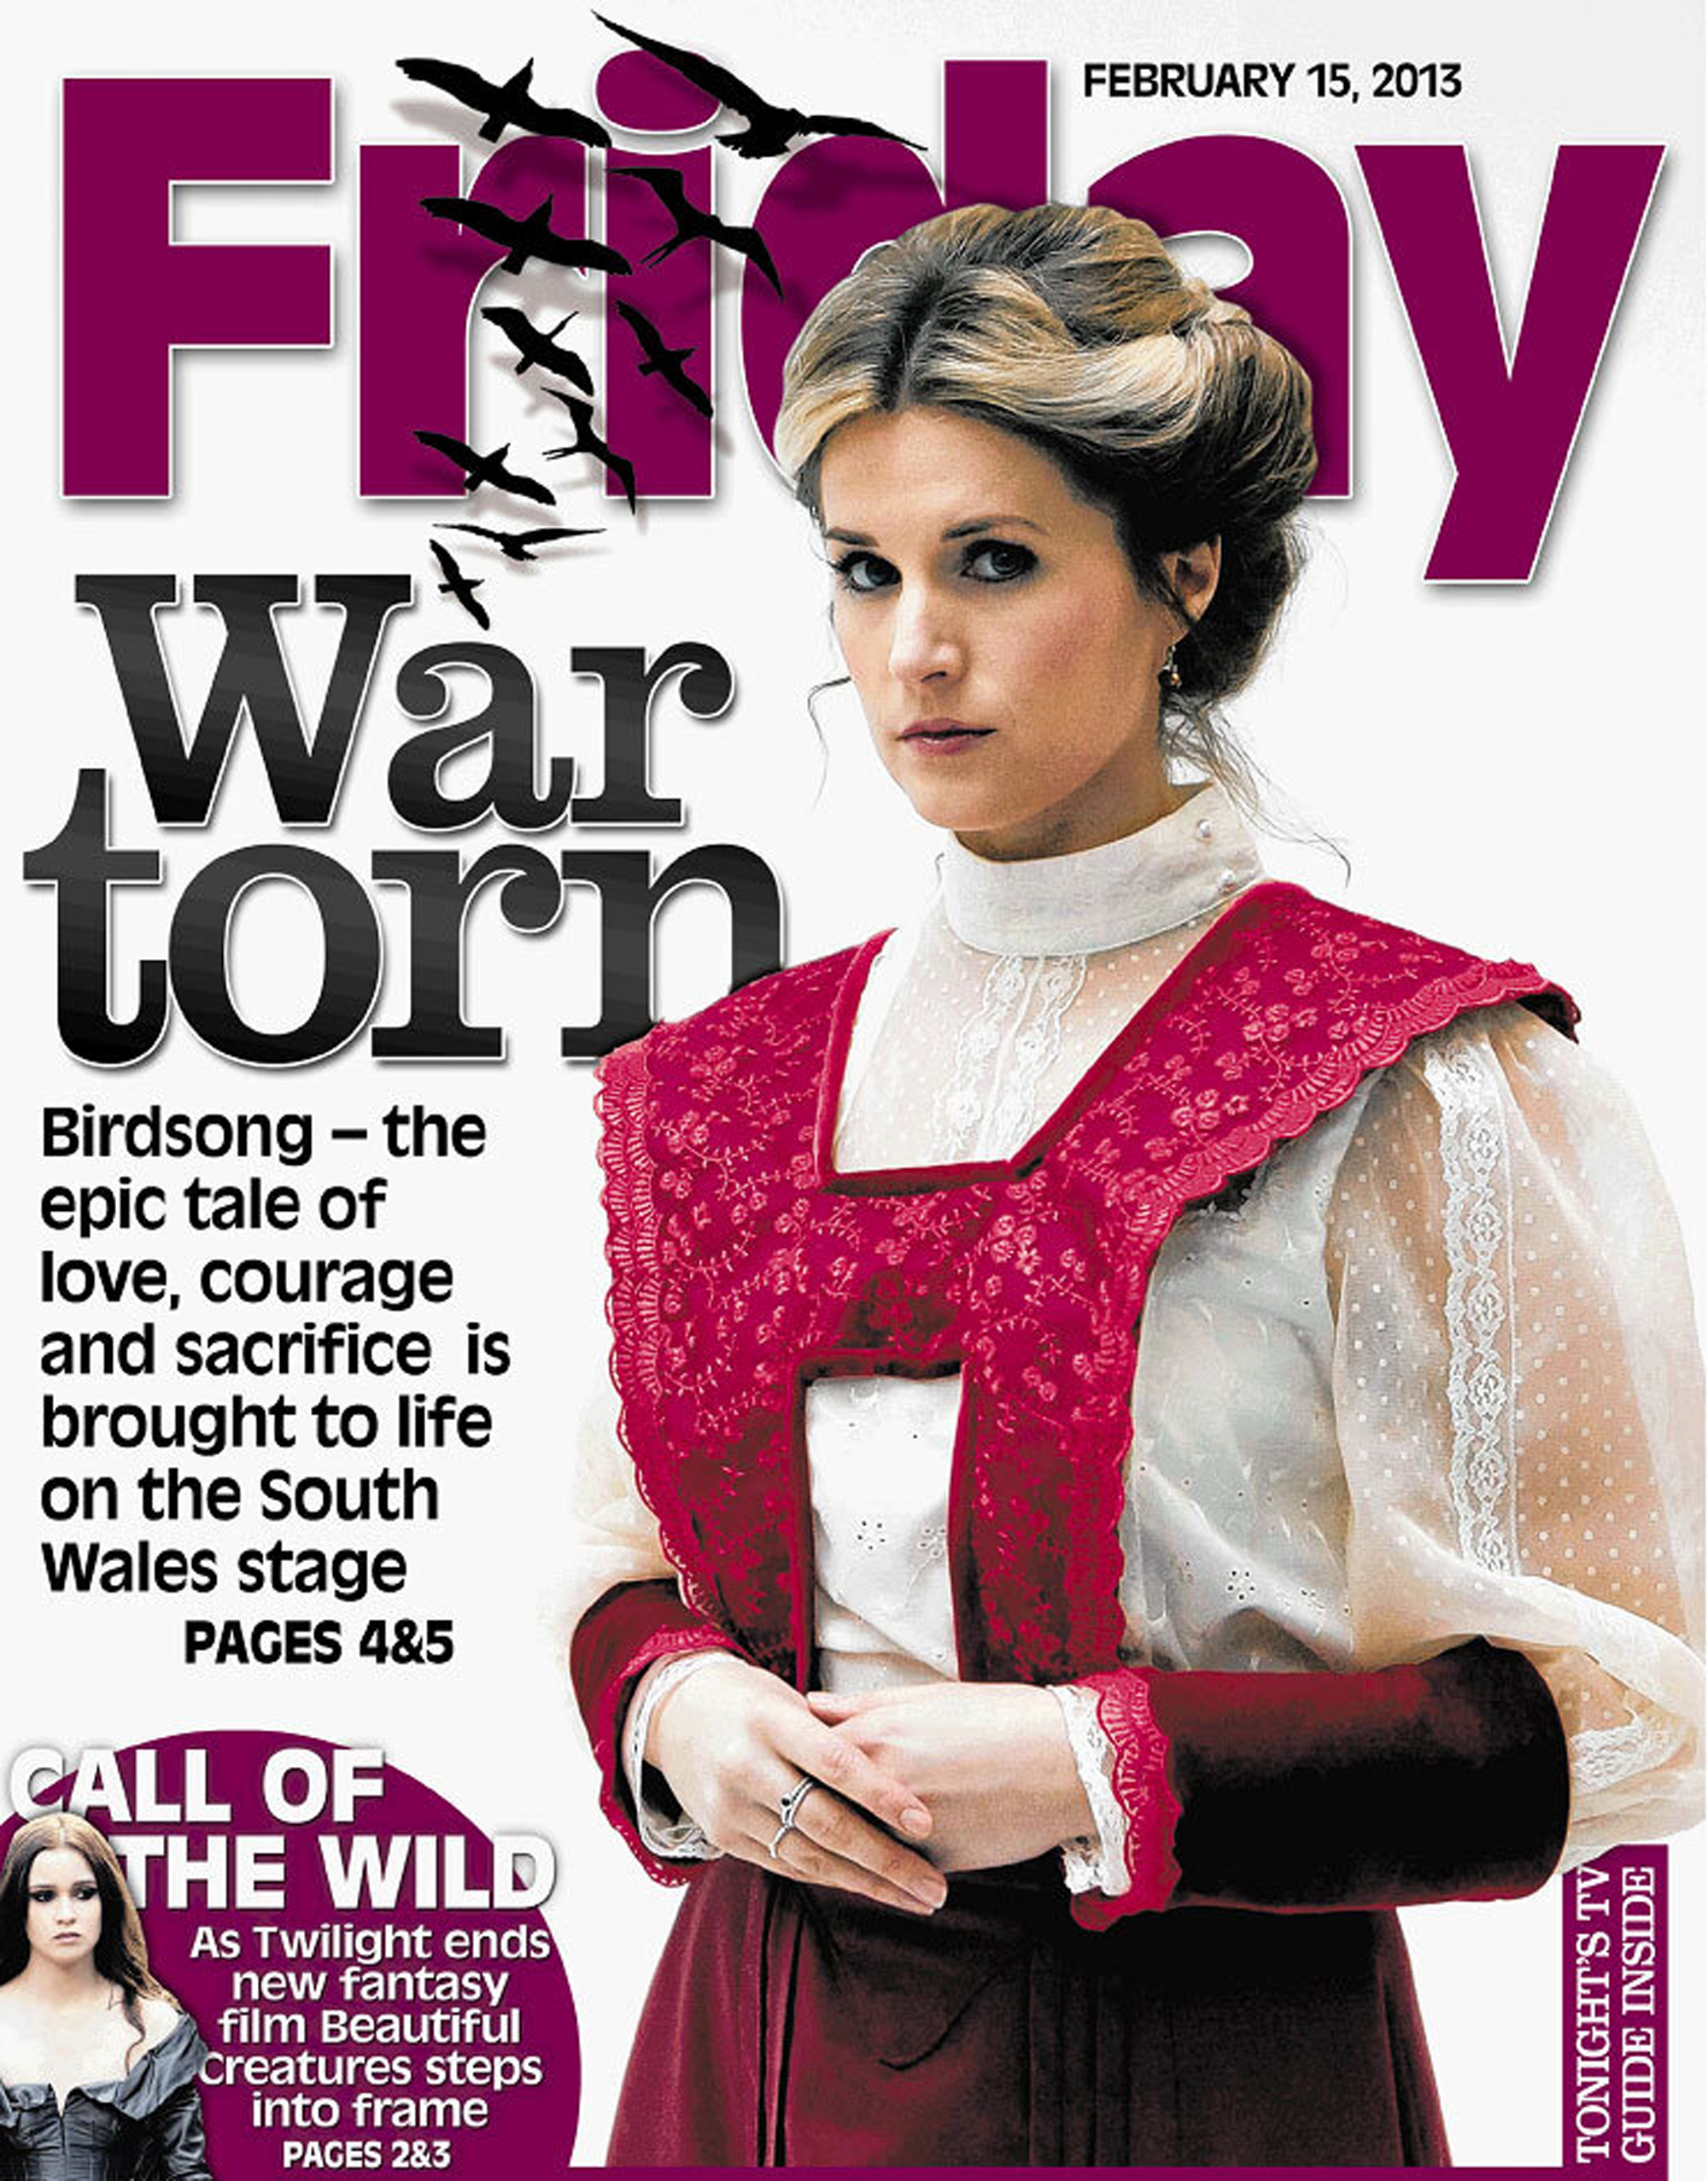 FEBRUARY 15, 2013
Friday
War
torn
Birdsong – the
epic tale of
love, courage
and sacrifice is
brought to life
on the South
Wales stage
PAGES 4&5
CALL OF
THE WILD
As Twilight ends
new fantasy
film Beautiful
Creatures steps
into frame
PAGES 2&3
TONIGHT'S TV
GUIDE INSIDE